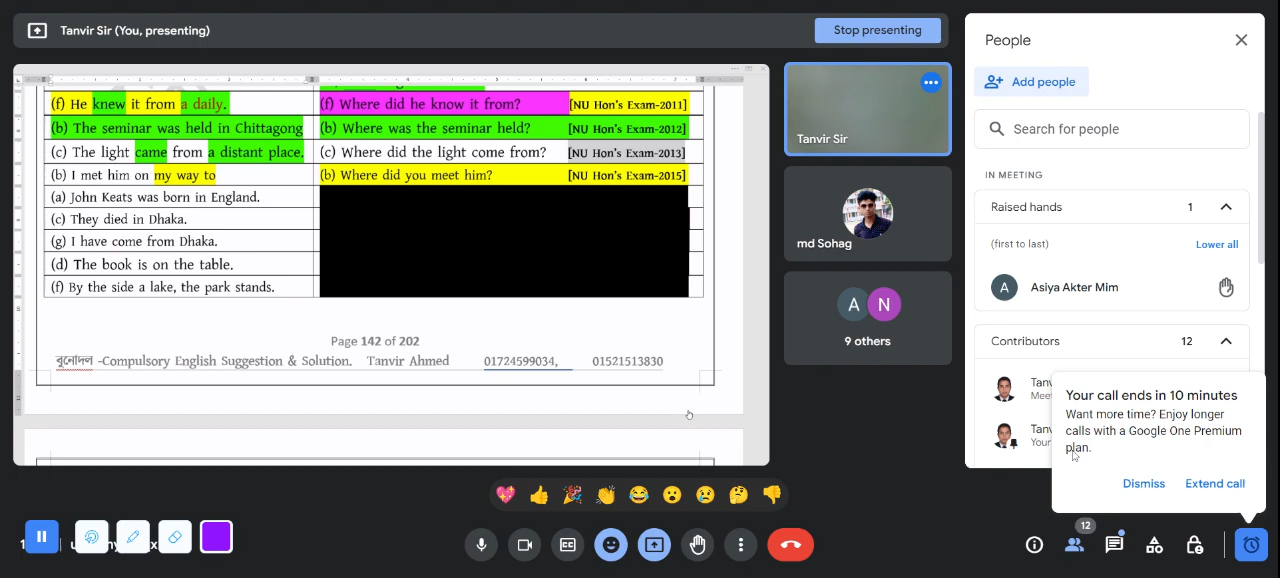 Tanvir Sir (You, presenting)
Stop presenting
(f) He knew it from a daily.
(f) Where did he know it from? [NU Hon's Exam-2011]
(b) The seminar was held in Chittagong
(b) Where was the seminar held? [NU Hon's Exam-2012]
(c) The light came from a distant place.
(c) Where did the light come from? [NU Hon's Exam-2013]
(b) I met him on my way to
(b) Where did you meet him? [NU Hon's Exam-2015]
(a) John Keats was born in England.
(c) They died in Dhaka.
(g) I have come from Dhaka.
(d) The book is on the table.
(f) By the side a lake, the park stands.
Page 142 of 202
বুনোদল -Compulsory English Suggestion & Solution. Tanvir Ahmed 01724599034, 01521513830
Tanvir Sir
md Sohag
A N
9 others
People
Add people
Search for people
IN MEETING
Raised hands 1
(first to last) Lower all
A Asiya Akter Mim
Contributors 12
Tanv
Mee
Tanv
Your
Your call ends in 10 minutes
Want more time? Enjoy longer
calls with a Google One Premium
plan.
Dismiss Extend call
12